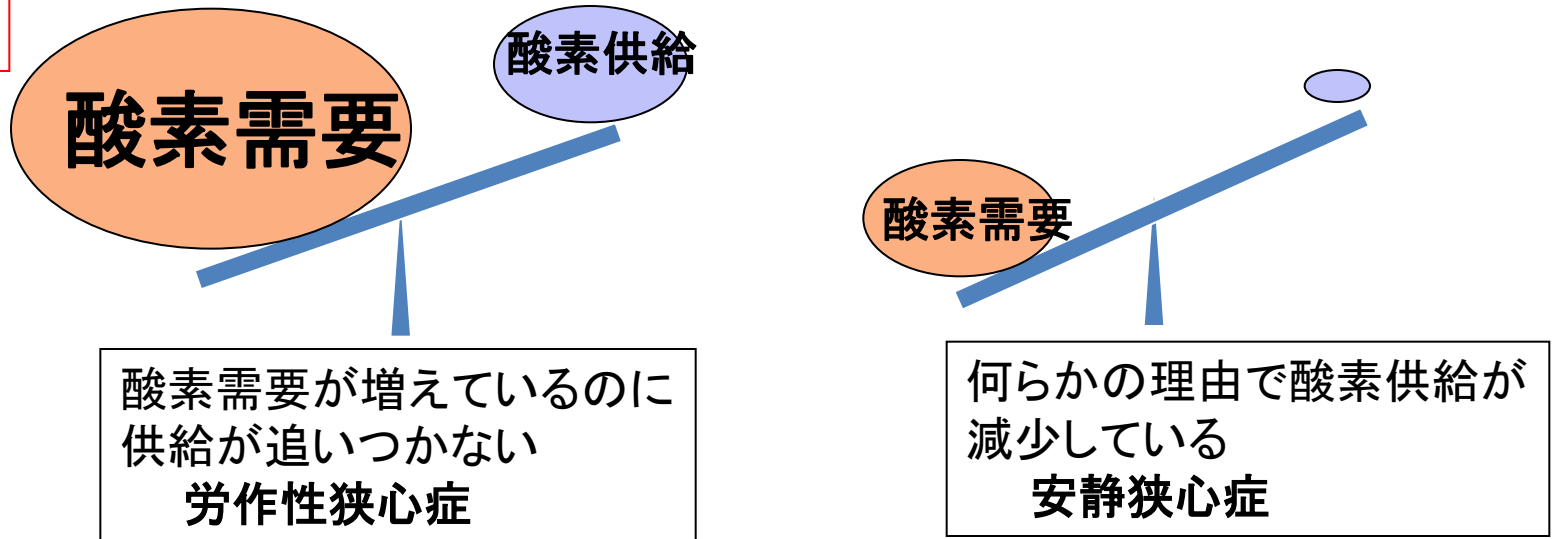 酸素需要
酸素供給
酸素需要が増えているのに
供給が追いつかない
労作性狭心症
酸素需要
何らかの理由で酸素供給が
減少している
安静狭心症